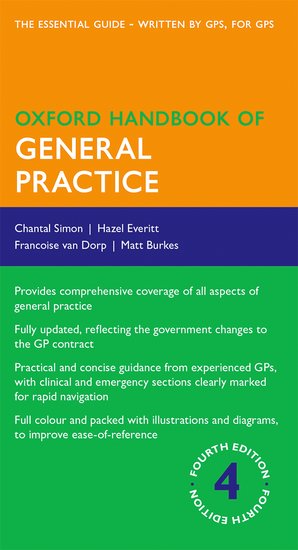 THE ESSENTIAL GUIDE - WRITTEN BY GPS, FOR GPS
OXFORD HANDBOOK OF
GENERAL
PRACTICE
Chantal Simon | Hazel Everitt
Francoise van Dorp | Matt Burkes
Provides comprehensive coverage of all aspects of
general practice
Fully updated, reflecting the government changes to
the GP contract
Practical and concise guidance from experienced GPs,
with clinical and emergency sections clearly marked
for rapid navigation
Full colour and packed with illustrations and diagrams,
to improve ease-of-reference
• FOURTH EDITION •
4
FOURTH EDITION